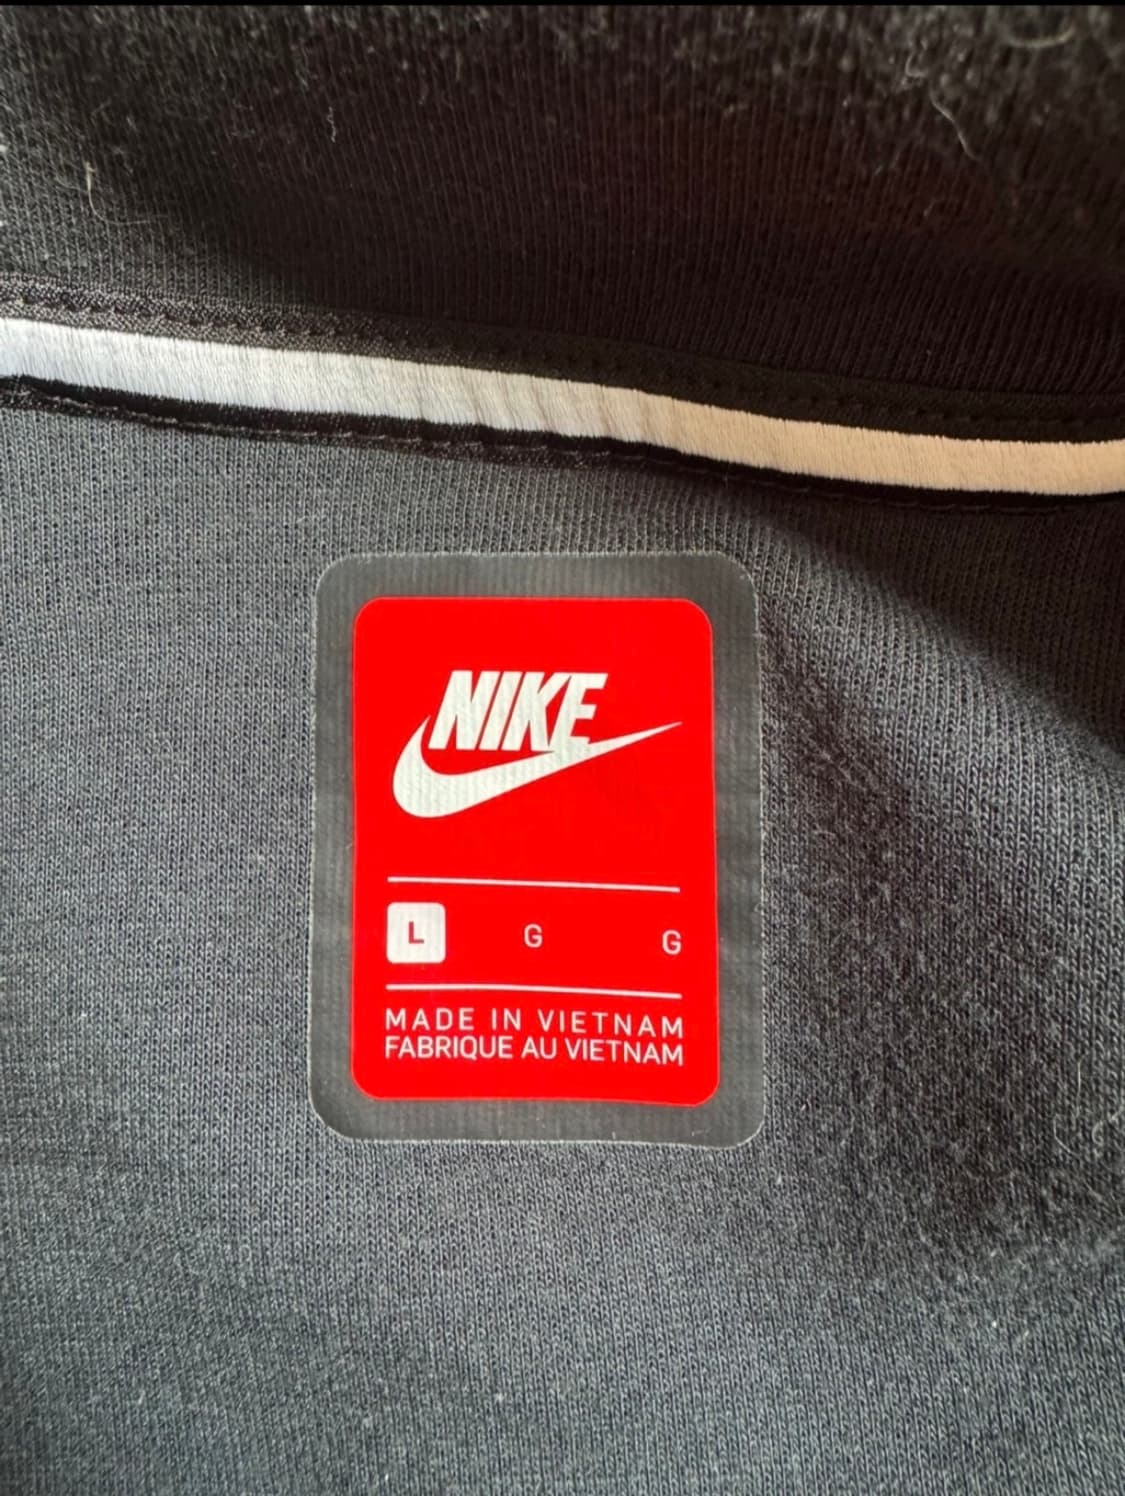 NIKE
L G G
MADE IN VIETNAM
FABRIQUE AU VIETNAM